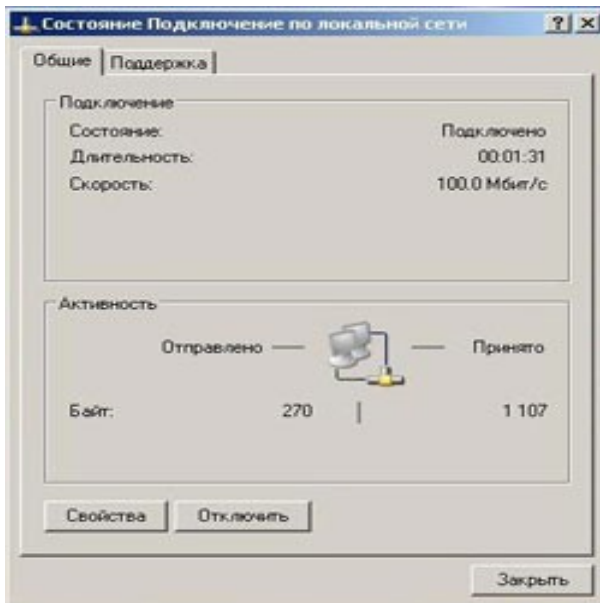 Состояние Подключение по локальной сети
Общие Поддержка
Подключение
Состояние: Подключено
Длительность: 00:01:31
Скорость: 100.0 Мбит/с
Активность
Отправлено — — Принято
Байт: 270 | 1 107
Свойства Отключить
Закрыть